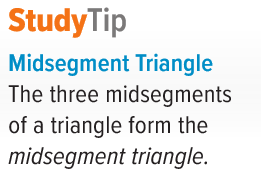 StudyTip
Midsegment Triangle
The three midsegments
of a triangle form the
midsegment triangle.